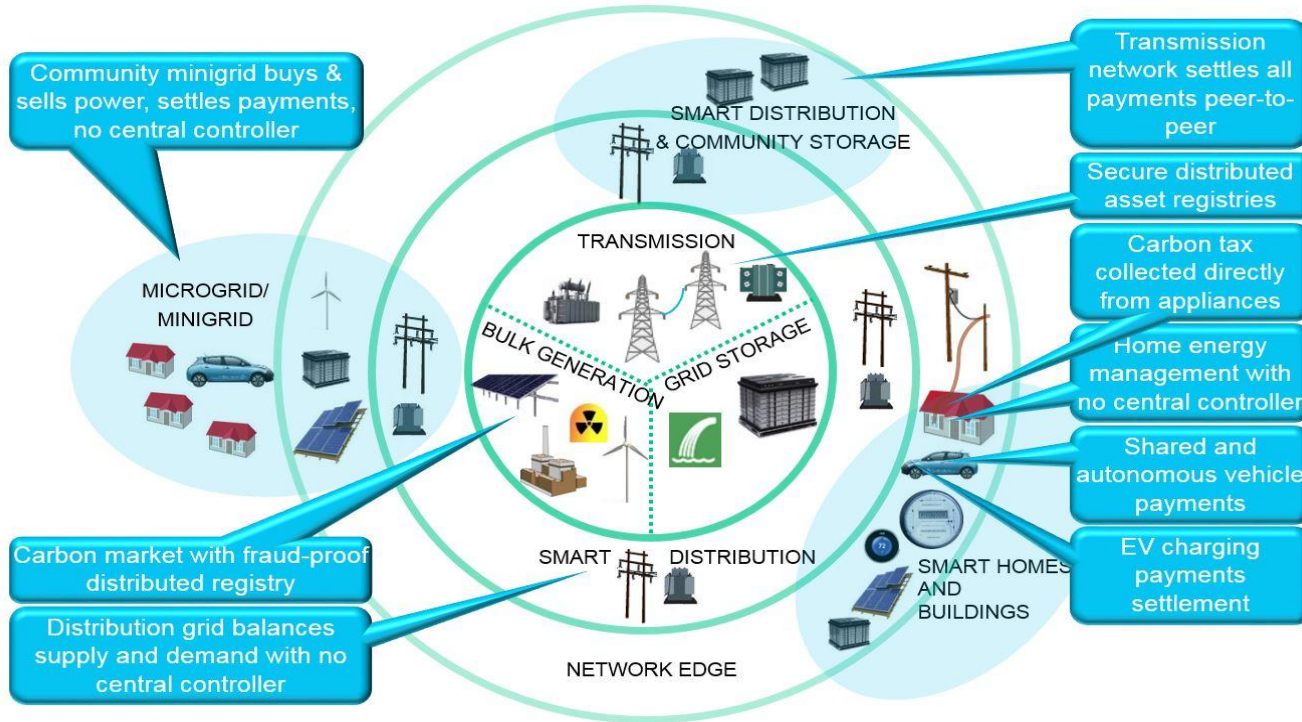 Community minigrid buys &
sells power, settles payments,
no central controller
SMART DISTRIBUTION
& COMMUNITY STORAGE
Transmission
network settles all
payments peer-to-
peer
Secure distributed
asset registries
TRANSMISSION
Carbon tax
collected directly
from appliances
MICROGRID/
MINIGRID
BULK GENERATION
GRID STORAGE
Home energy
management with
no central controller
Shared and
autonomous vehicle
payments
Carbon market with fraud-proof
distributed registry
SMART DISTRIBUTION
72
SMART HOMES
AND
BUILDINGS
EV charging
payments
settlement
Distribution grid balances
supply and demand with no
central controller
NETWORK EDGE